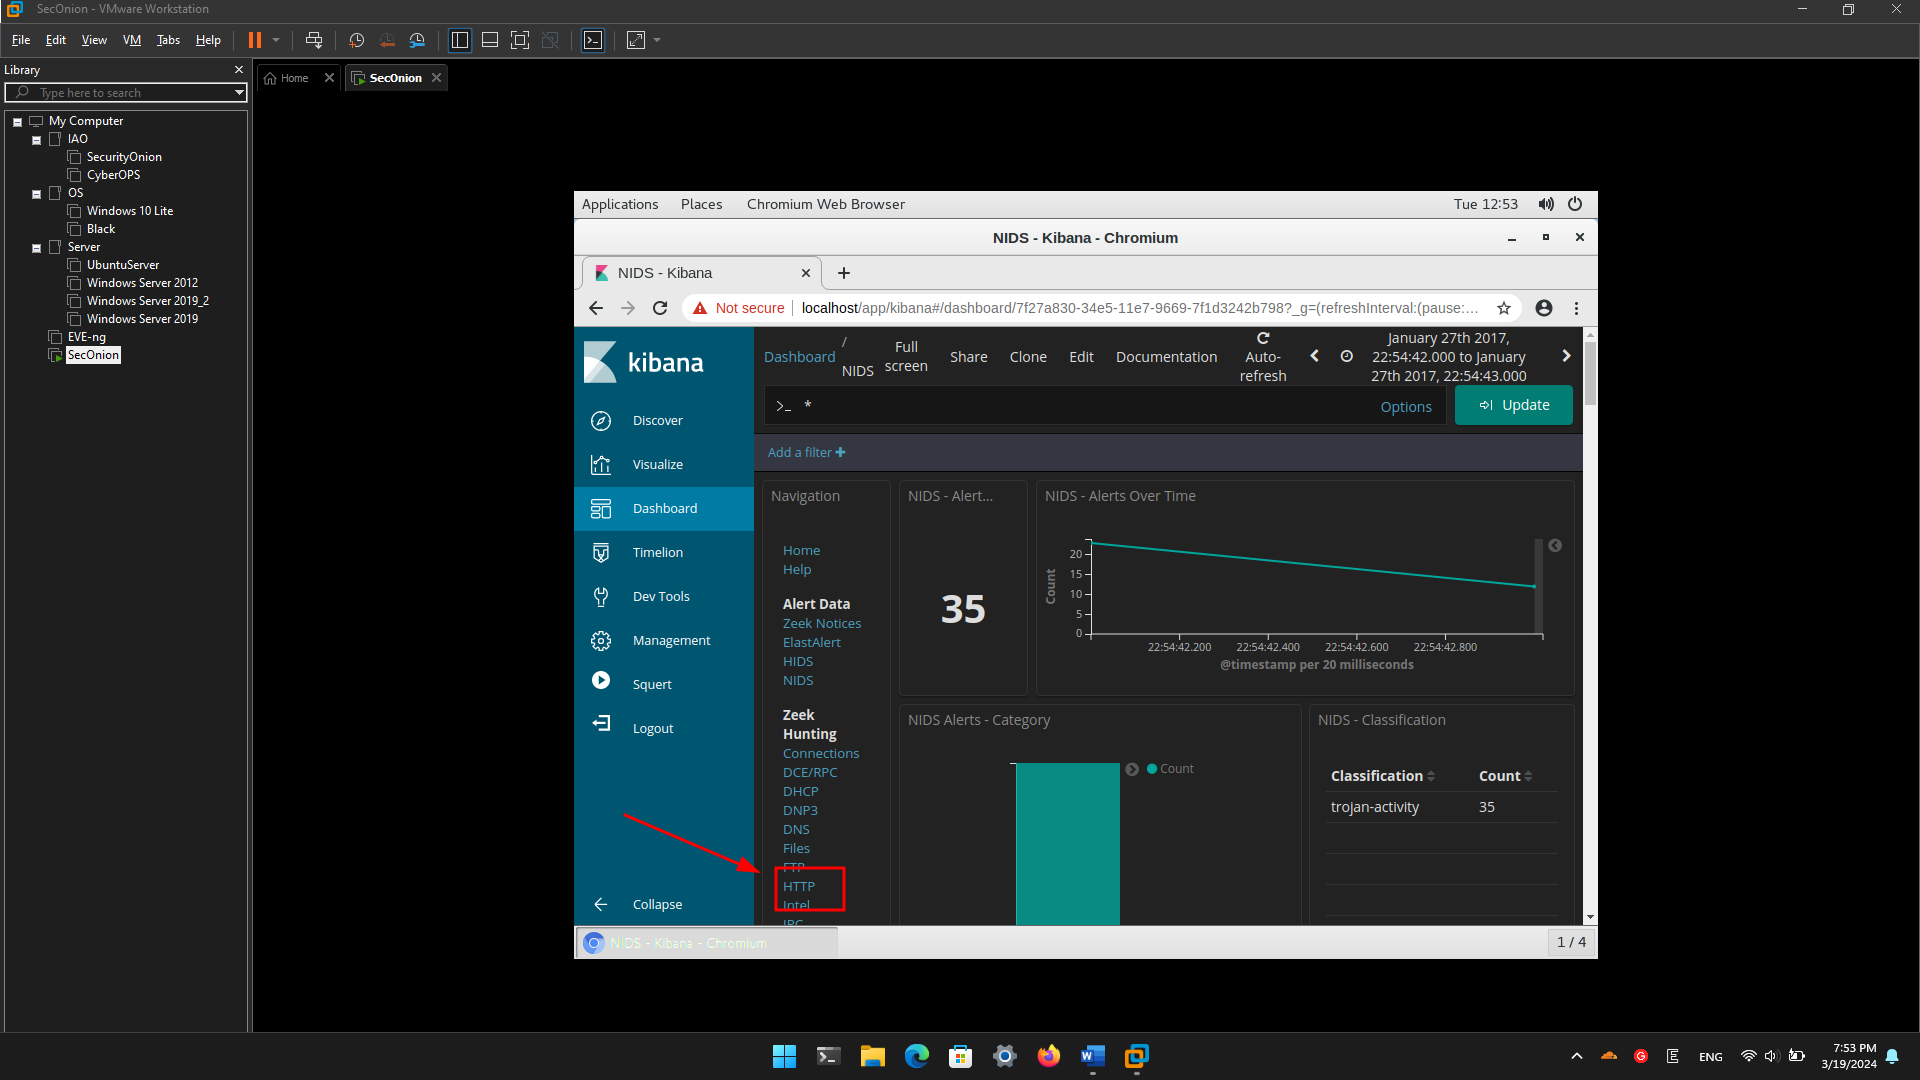 SecOnion - VMware Workstation
File Edit View VM Tabs Help
Library
Type here to search
Home
SecOnion
My Computer
IAO
SecurityOnion
CyberOPS
OS
Windows 10 Lite
Black
Server
UbuntuServer
Windows Server 2012
Windows Server 2019_2
Windows Server 2019
EVE-ng
SecOnion
Applications Places Chromium Web Browser Tue 12:53
NIDS - Kibana - Chromium
NIDS - Kibana
Not secure localhost/app/kibana#/dashboard/7f27a830-34e5-11e7-9669-7f1d3242b798?_g=(refreshInterval:(pause:...
kibana
Discover
Visualize
Dashboard
Timelion
Dev Tools
Management
Squert
Logout
Collapse
Dashboard / NIDS
Full screen
Share
Clone
Edit
Documentation
Auto-refresh
January 27th 2017, 22:54:42.000 to January 27th 2017, 22:54:43.000
>_ *
Options
Update
Add a filter +
Navigation
Home
Help
Alert Data
Zeek Notices
ElastAlert
HIDS
NIDS
Zeek
Hunting
Connections
DCE/RPC
DHCP
DNP3
DNS
Files
FTP
HTTP
Intel
IRC
NIDS - Alert...
35
NIDS - Alerts Over Time
Count
20
15
10
5
0
22:54:42.200 22:54:42.400 22:54:42.600 22:54:42.800
@timestamp per 20 milliseconds
NIDS Alerts - Category
Count
NIDS - Classification
Classification Count
trojan-activity 35
NIDS - Kibana - Chromium
1 / 4
ENG
7:53 PM
3/19/2024